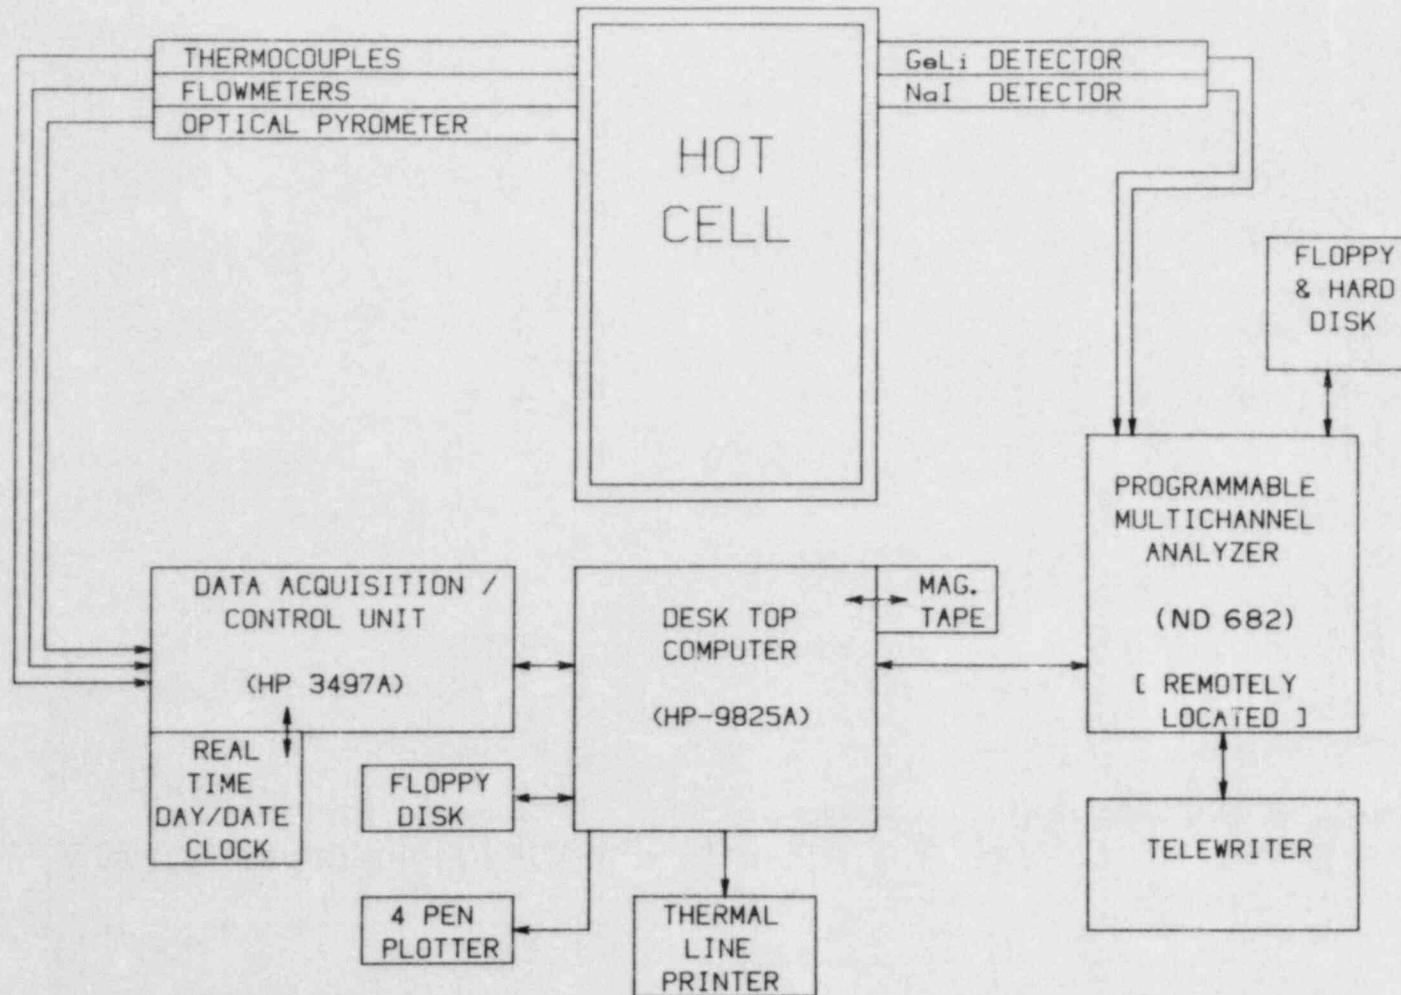 THERMOCOUPLES
FLOWMETERS
OPTICAL PYROMETER
HOT
CELL
GeLi DETECTOR
NaI DETECTOR
FLOPPY
& HARD
DISK
PROGRAMMABLE
MULTICHANNEL
ANALYZER
(ND 682)
[ REMOTELY
LOCATED ]
DATA ACQUISITION /
CONTROL UNIT
(HP 3497A)
REAL
TIME
DAY/DATE
CLOCK
DESK TOP
COMPUTER
(HP-9825A)
MAG.
TAPE
FLOPPY
DISK
4 PEN
PLOTTER
THERMAL
LINE
PRINTER
TELEWRITER